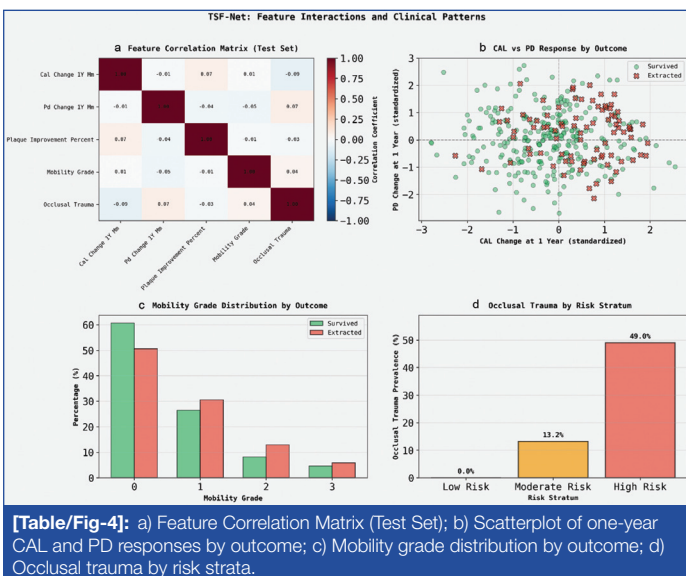 TSF-Net: Feature Interactions and Clinical Patterns
a Feature Correlation Matrix (Test Set)
Cal Change 1Y Mm
-0.01
0.07
0.01
-0.09
Pd Change 1Y Mm
-0.01
-0.04
-0.05
0.07
Plaque Improvement Percent
0.07
-0.04
-0.01
-0.03
Mobility Grade
0.01
-0.05
-0.01
0.04
Occlusal Trauma
-0.09
0.07
-0.03
0.04
Cal Change 1Y Mm
Pd Change 1Y Mm
Plaque Improvement Percent
Mobility Grade
Occlusal Trauma
1.00
0.75
0.50
0.25
0.00
-0.25
-0.50
-0.75
-1.00
Correlation Coefficient
b CAL vs PD Response by Outcome
Survived
Extracted
PD Change at 1 Year (standardized)
3
2
1
0
-1
-2
-3
-2
-1
0
1
2
CAL Change at 1 Year (standardized)
c Mobility Grade Distribution by Outcome
Survived
Extracted
Percentage (%)
60
50
40
30
20
10
0
0
1
2
3
Mobility Grade
d Occlusal Trauma by Risk Stratum
Occlusal Trauma Prevalence (%)
50
40
30
20
10
0
0.0%
13.2%
49.0%
Low Risk
Moderate Risk
High Risk
Risk Stratum
[Table/Fig-4]: a) Feature Correlation Matrix (Test Set); b) Scatterplot of one-year
CAL and PD responses by outcome; c) Mobility grade distribution by outcome; d)
Occlusal trauma by risk strata.